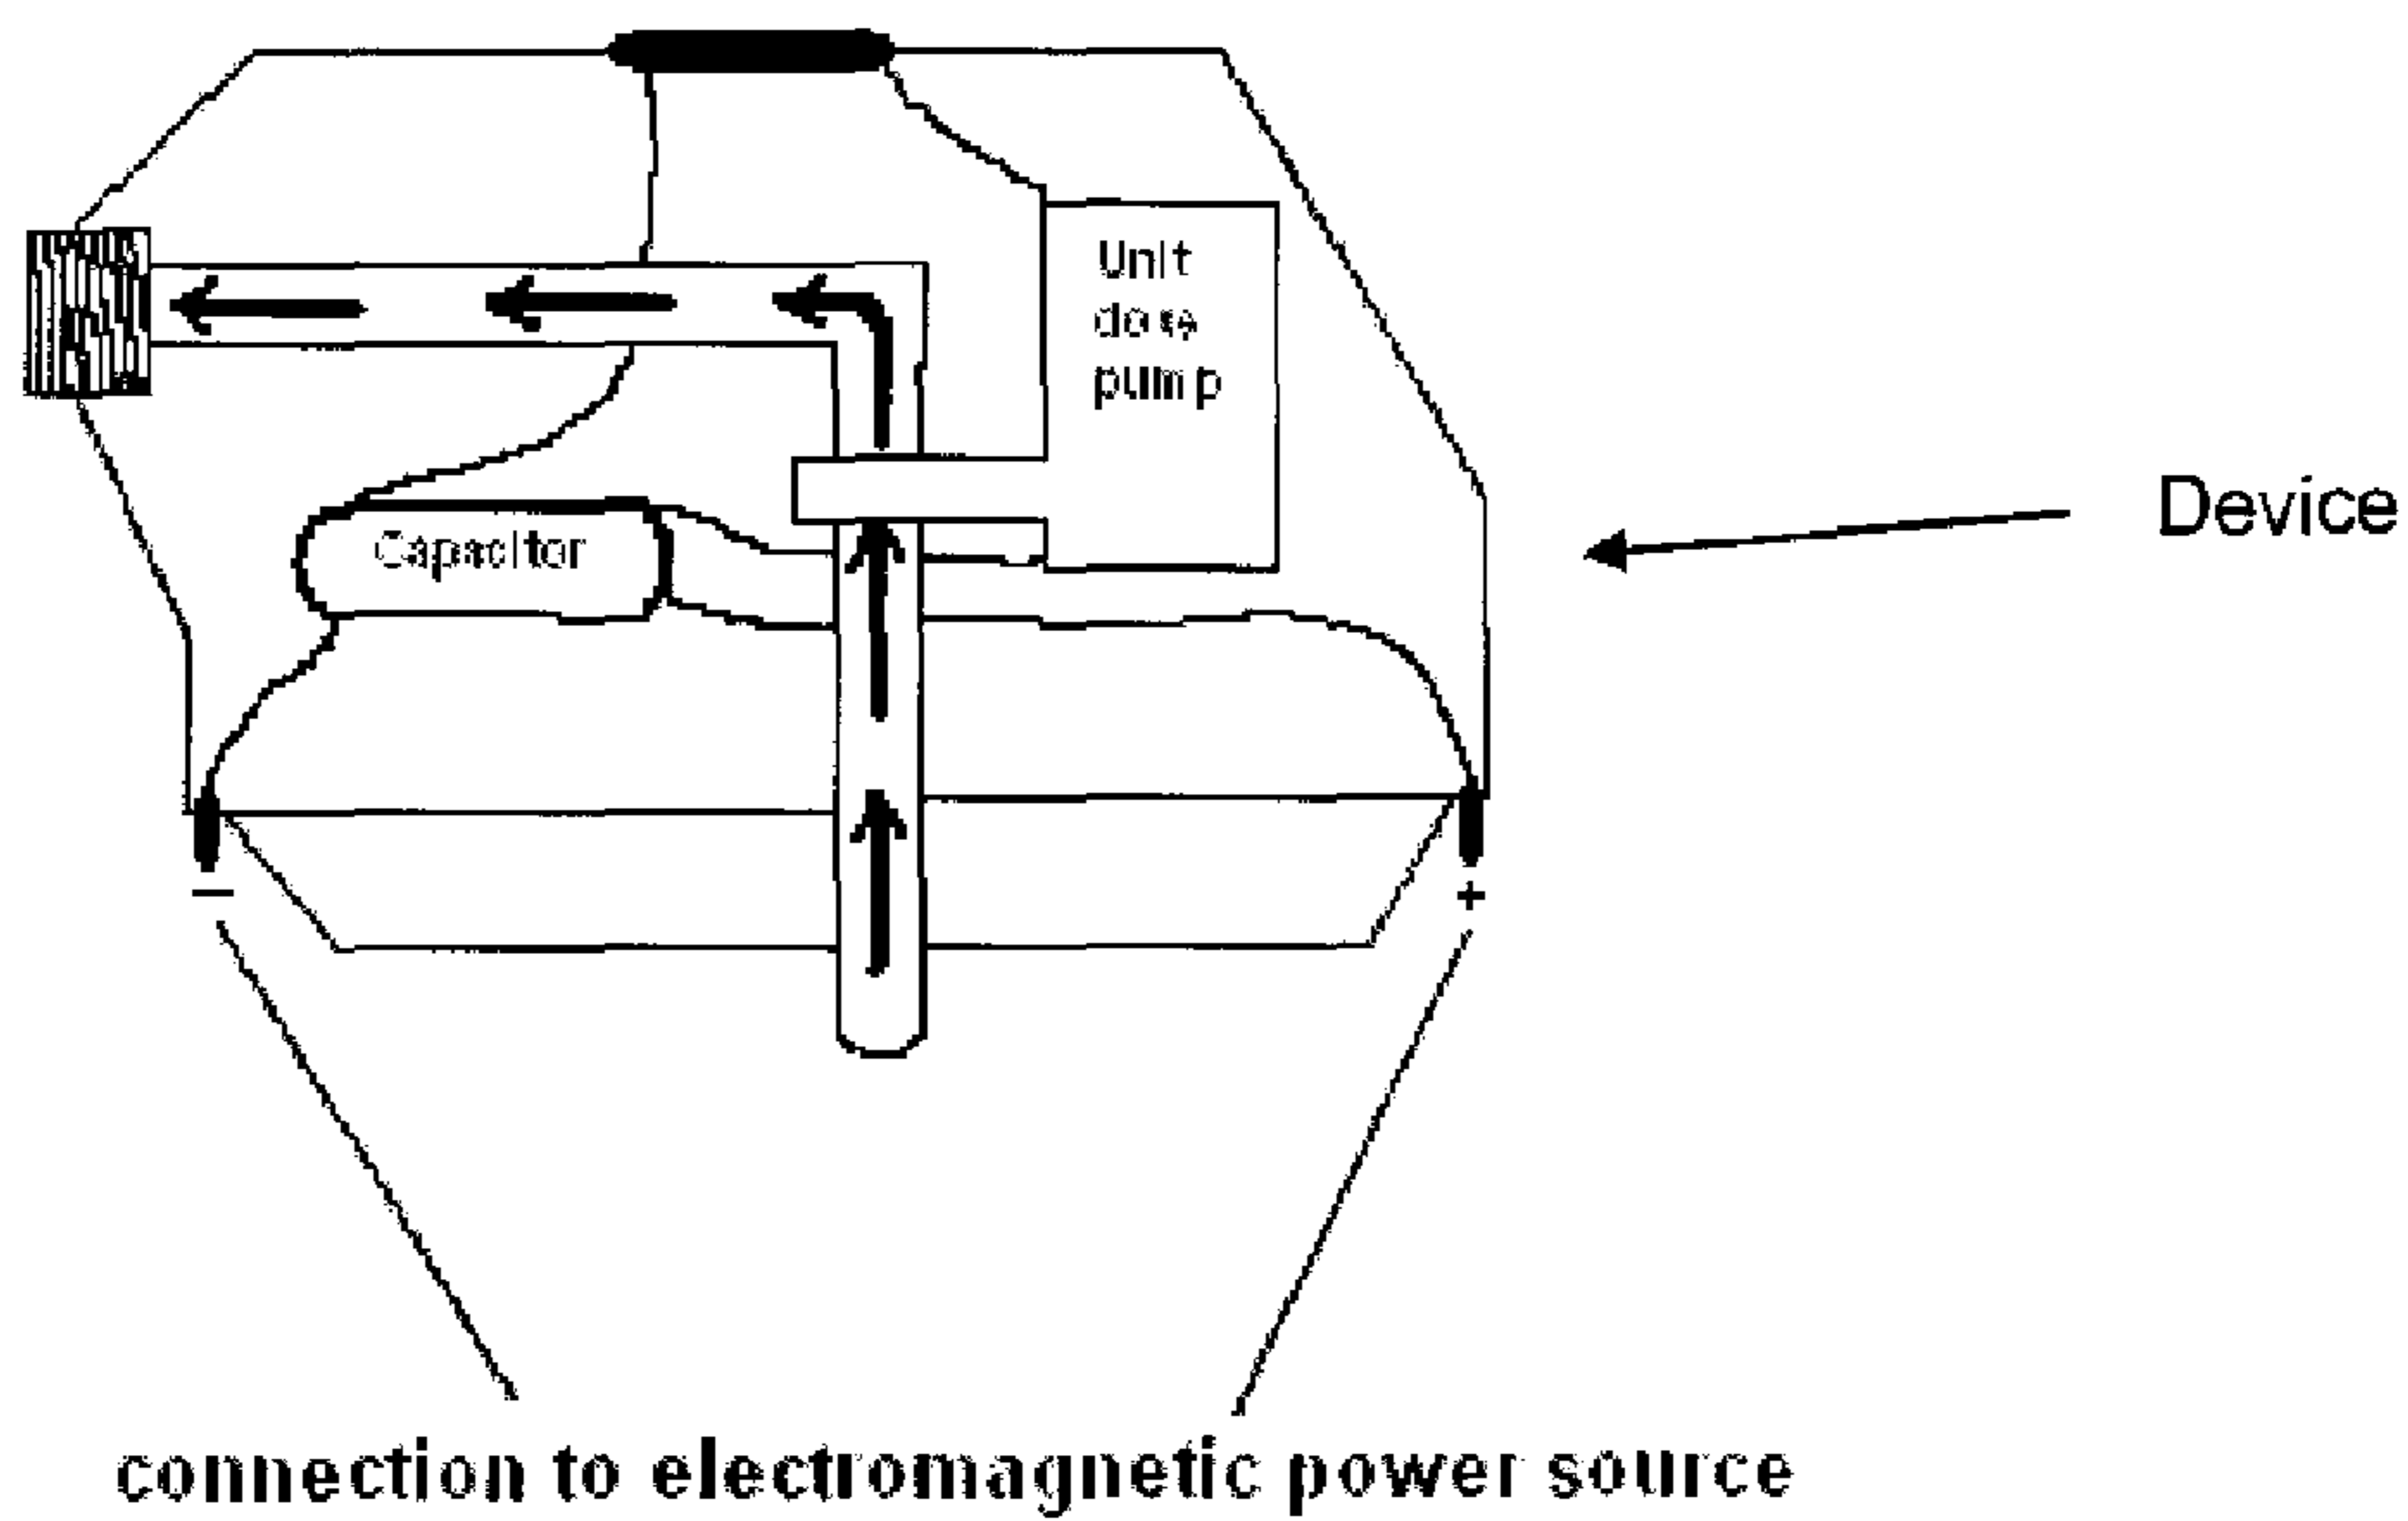 Unit
dose
pump
Capacitor
Device
−
+
connection to electromagnetic power source